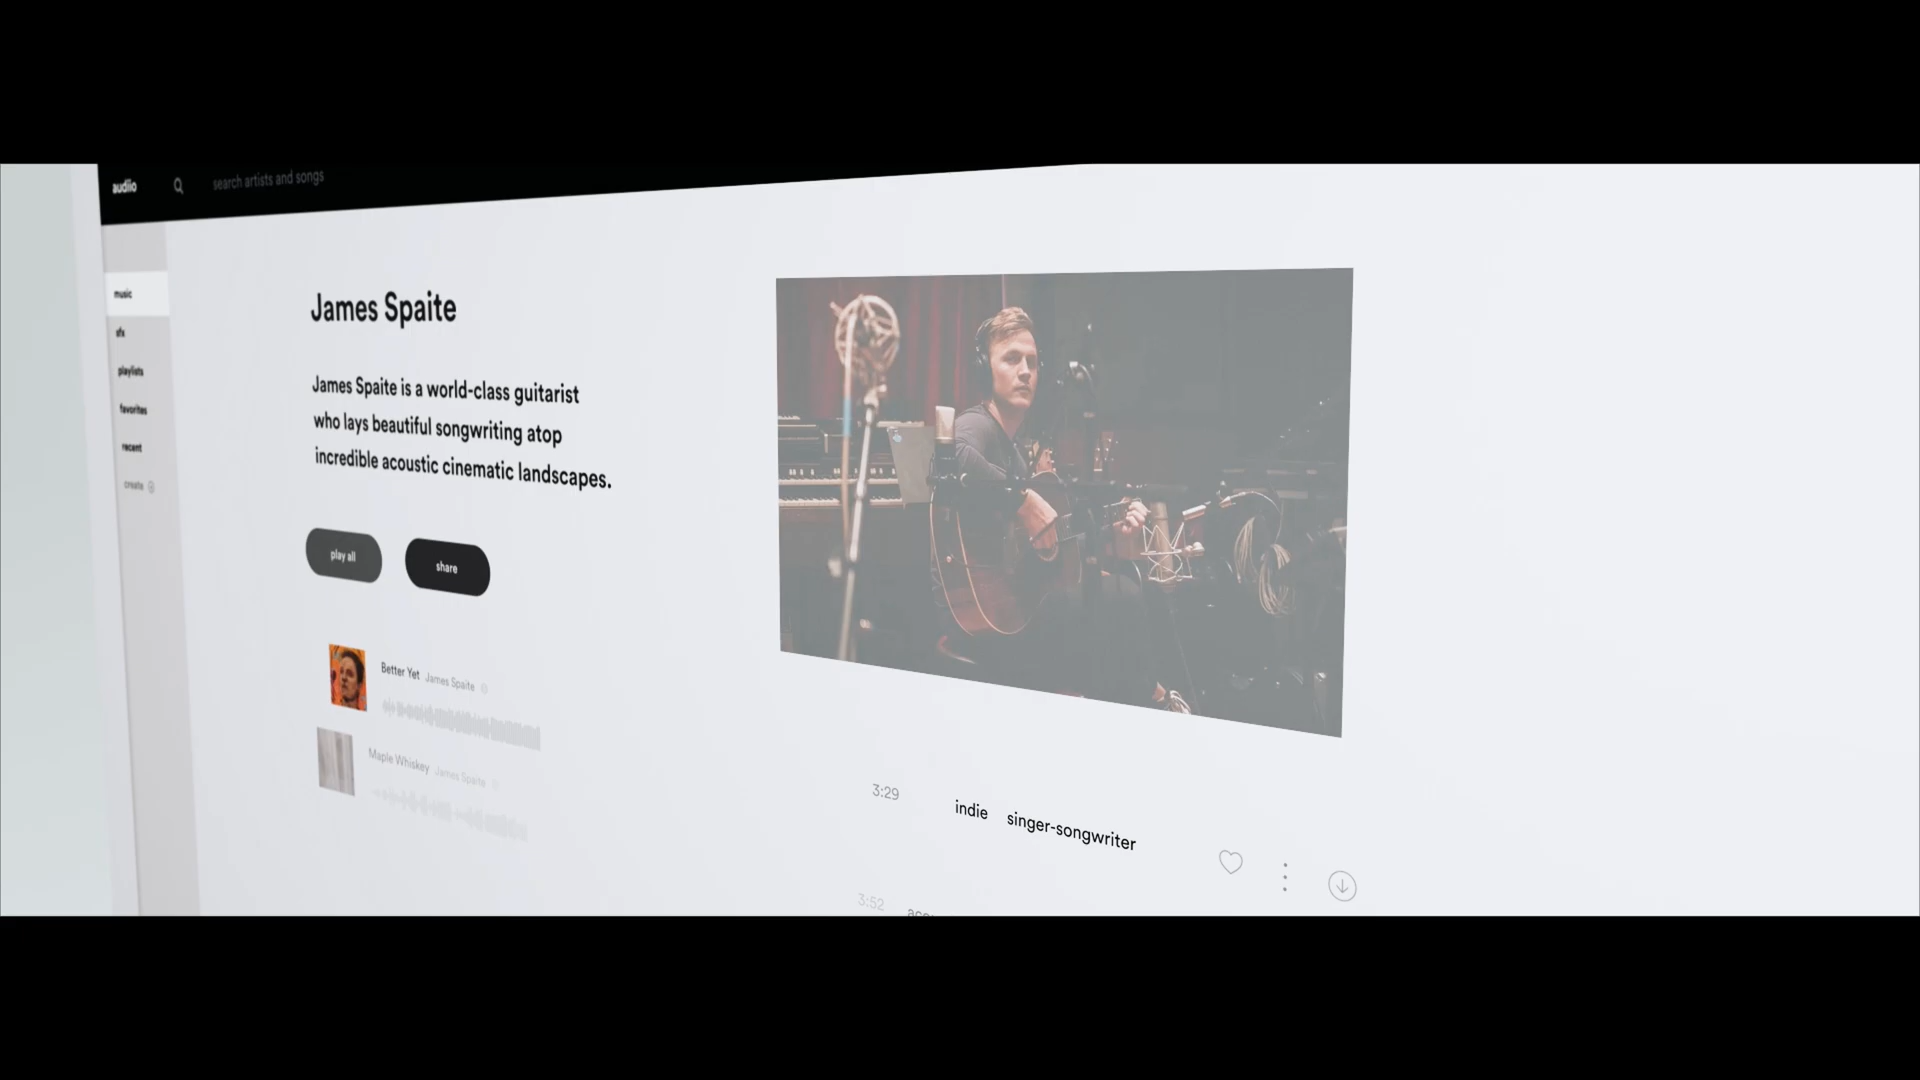 audiio
search artists and songs
music
sfx
playlists
favorites
recent
create
James Spaite
James Spaite is a world-class guitarist
who lays beautiful songwriting atop
incredible acoustic cinematic landscapes.
play all
share
Better Yet James Spaite
3:29 indie singer-songwriter
Maple Whiskey James Spaite
3:52